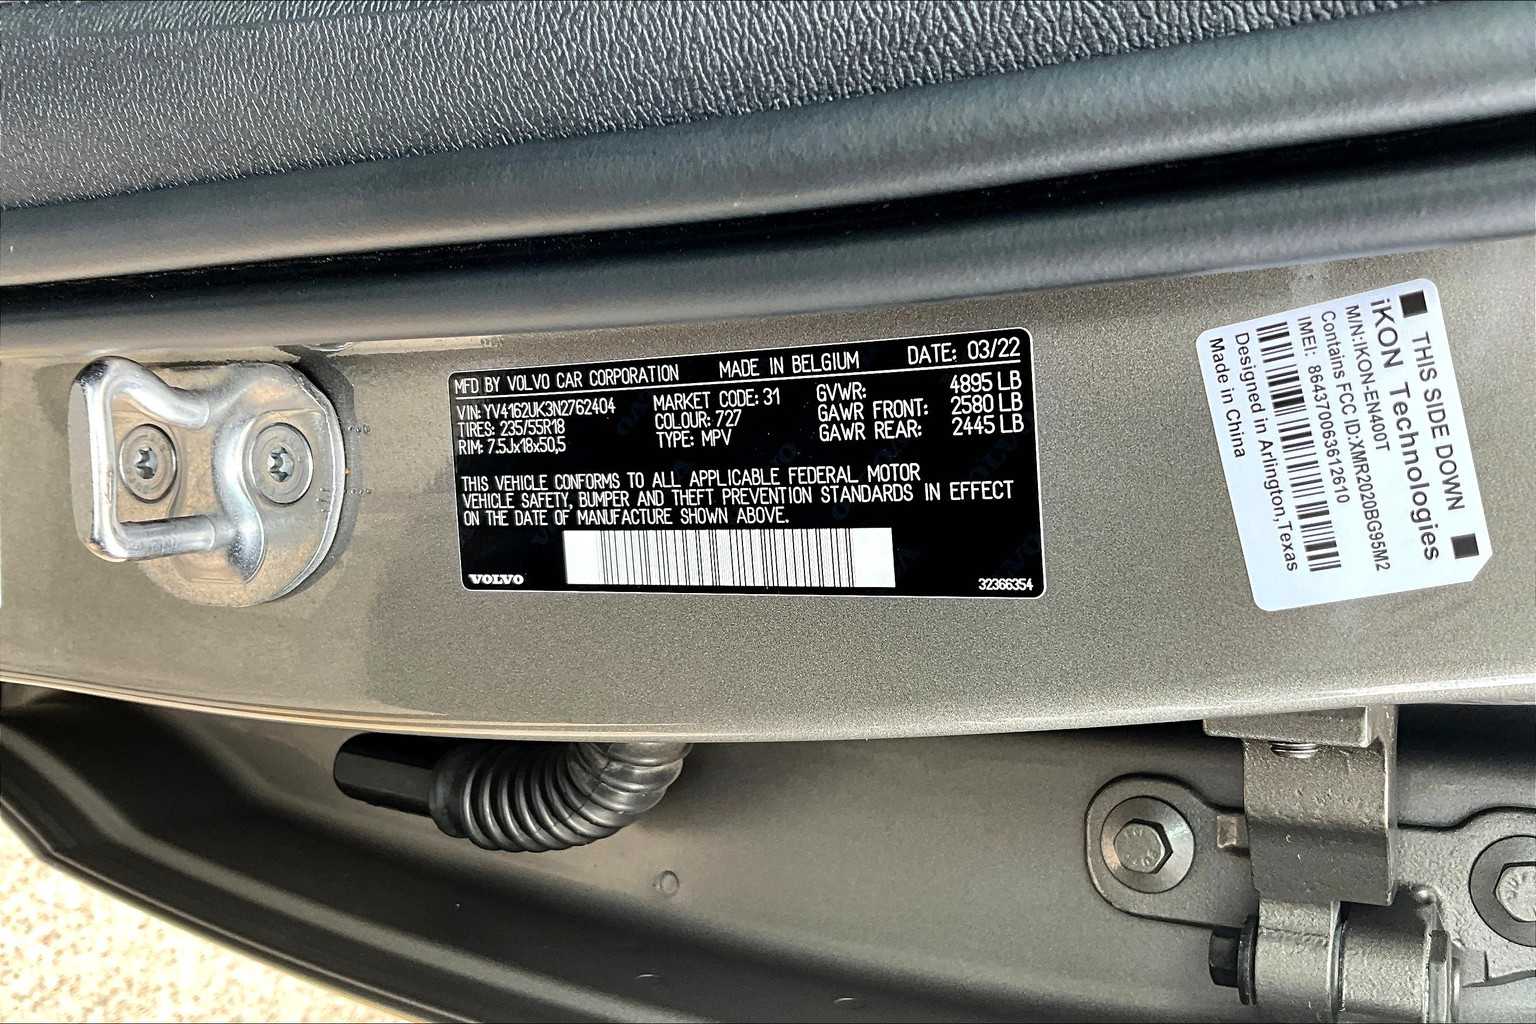 MFD BY VOLVO CAR CORPORATION MADE IN BELGIUM DATE: 03/22
VIN: YV4162UK3N2762404 MARKET CODE: 31 GVWR: 4895 LB
TIRES: 235/55R18 COLOUR: 727 GAWR FRONT: 2580 LB
RIM: 7.5Jx18x50,5 TYPE: MPV GAWR REAR: 2445 LB
THIS VEHICLE CONFORMS TO ALL APPLICABLE FEDERAL MOTOR
VEHICLE SAFETY, BUMPER AND THEFT PREVENTION STANDARDS IN EFFECT
ON THE DATE OF MANUFACTURE SHOWN ABOVE.
VOLVO 32366354
THIS SIDE DOWN
iKON Technologies
M/N:IKON-EN400T
Contains FCC ID:XMR2020BG95M2
IMEI: 864370063612610
Designed in Arlington,Texas
Made in China